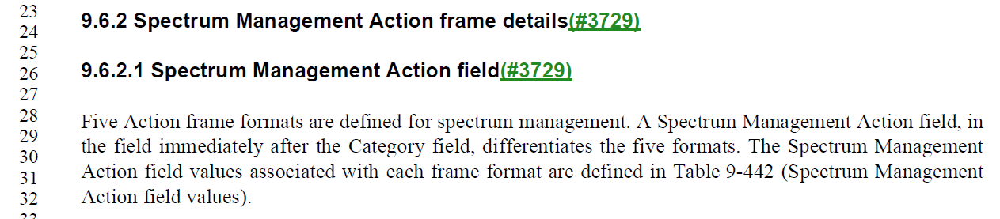 23
24
25
26
27
28
29
30
31
32
33
9.6.2 Spectrum Management Action frame details(#3729)
9.6.2.1 Spectrum Management Action field(#3729)
Five Action frame formats are defined for spectrum management. A Spectrum Management Action field, in
the field immediately after the Category field, differentiates the five formats. The Spectrum Management
Action field values associated with each frame format are defined in Table 9-442 (Spectrum Management
Action field values).